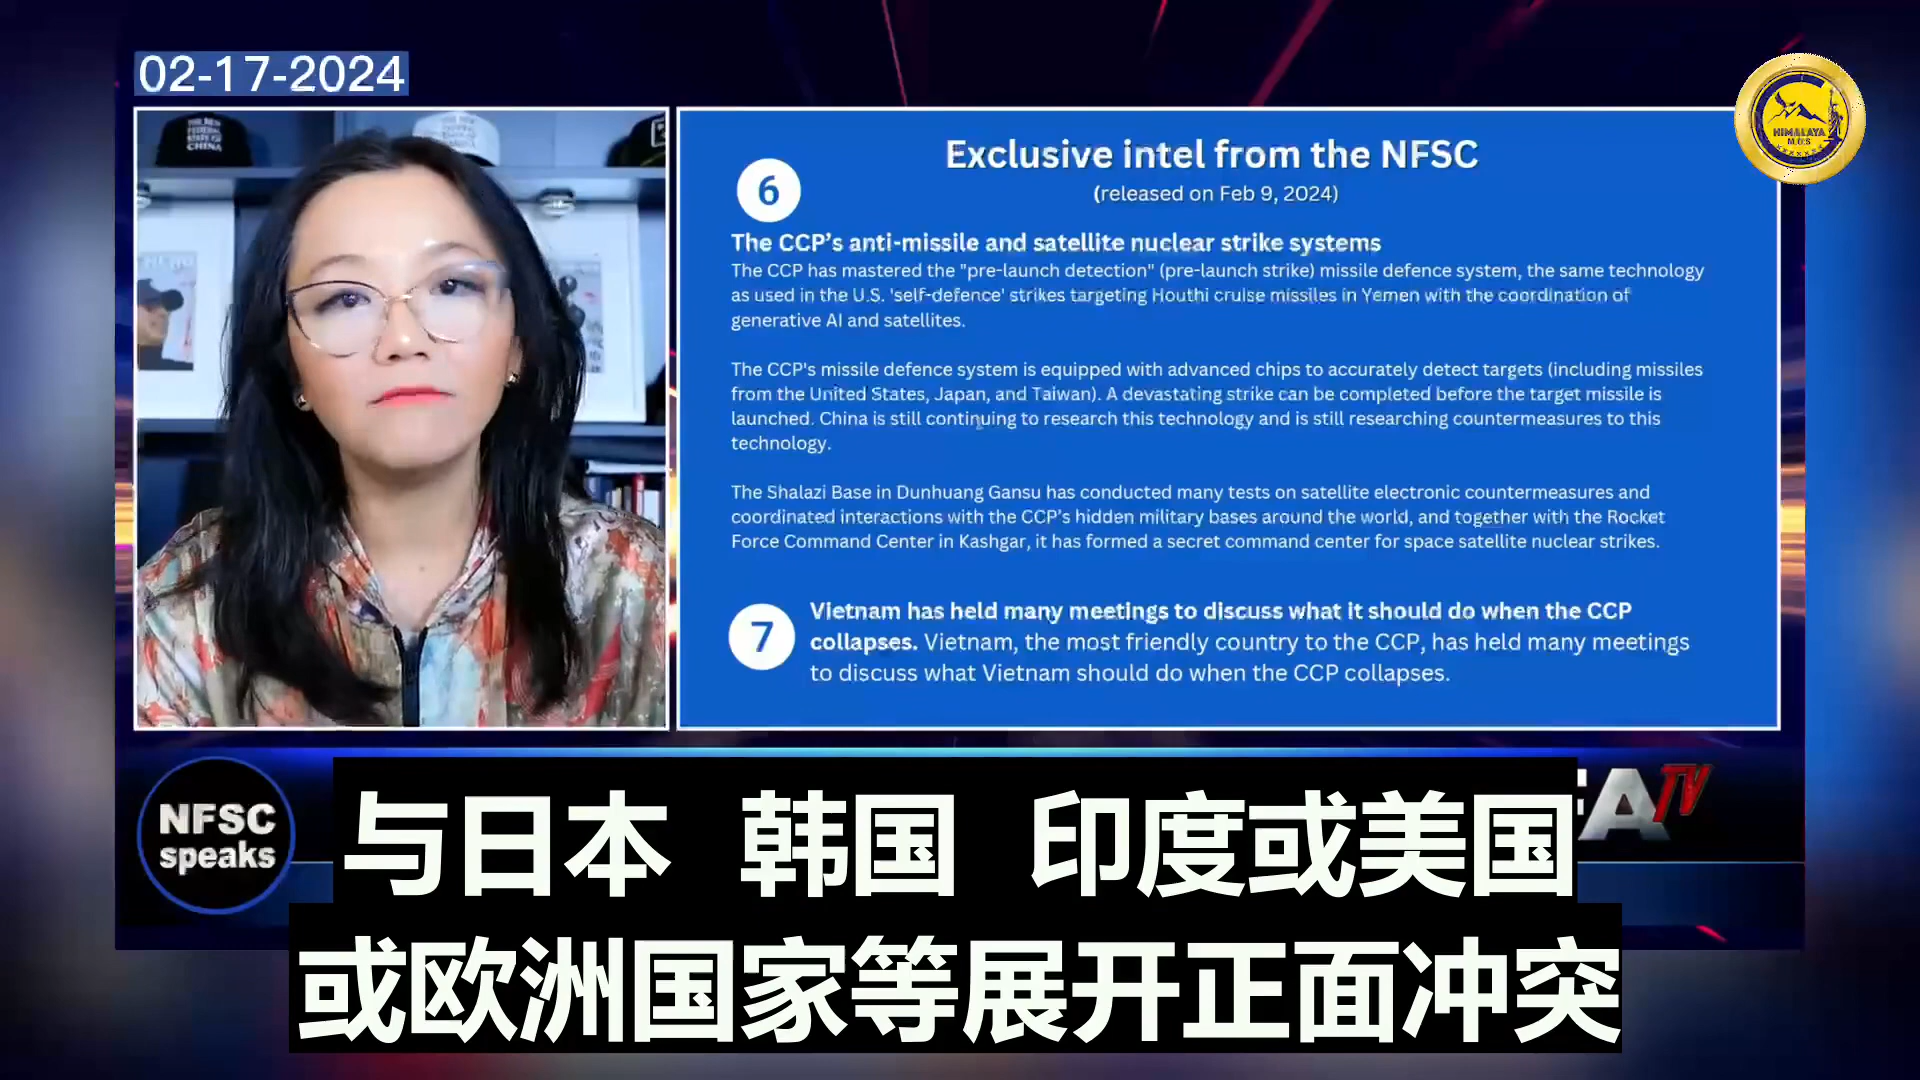 02-17-2024
THE NEW
FEDERAL
STATE OF
CHINA
HIMALAYA
Exclusive intel from the NFSC
(released on Feb 9, 2024)
6
The CCP's anti-missile and satellite nuclear strike systems
The CCP has mastered the "pre-launch detection" (pre-launch strike) missile defence system, the same technology
as used in the U.S. 'self-defence' strikes targeting Houthi cruise missiles in Yemen with the coordination of
generative AI and satellites.
The CCP's missile defence system is equipped with advanced chips to accurately detect targets (including missiles
from the United States, Japan, and Taiwan). A devastating strike can be completed before the target missile is
launched. China is still continuing to research this technology and is still researching countermeasures to this
technology.
The Shalazi Base in Dunhuang Gansu has conducted many tests on satellite electronic countermeasures and
coordinated interactions with the CCP's hidden military bases around the world, and together with the Rocket
Force Command Center in Kashgar, it has formed a secret command center for space satellite nuclear strikes.
7
Vietnam has held many meetings to discuss what it should do when the CCP
collapses. Vietnam, the most friendly country to the CCP, has held many meetings
to discuss what Vietnam should do when the CCP collapses.
NFSC
speaks
TV
与日本 韩国 印度或美国
或欧洲国家等展开正面冲突